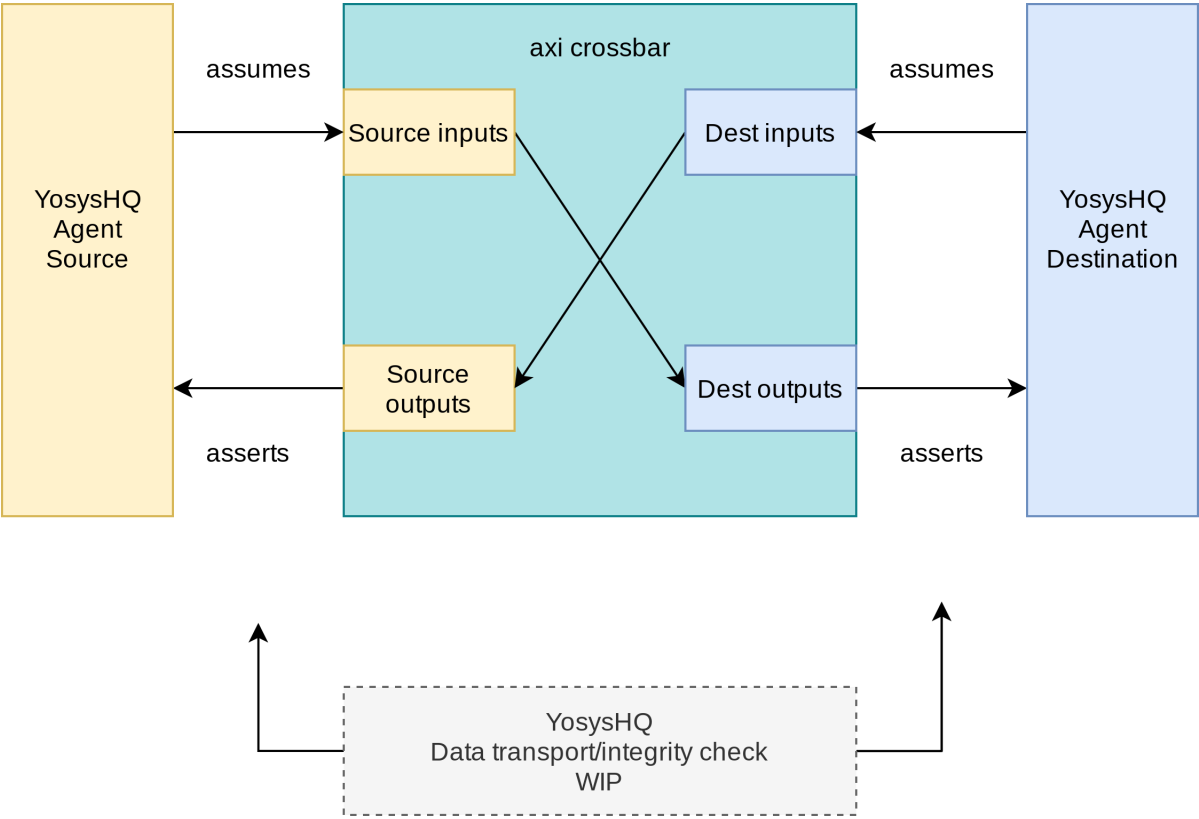 axi crossbar
assumes
assumes
Source inputs
Dest inputs
YosysHQ
Agent
Source
YosysHQ
Agent
Destination
Source
outputs
Dest outputs
asserts
asserts
YosysHQ
Data transport/integrity check
WIP